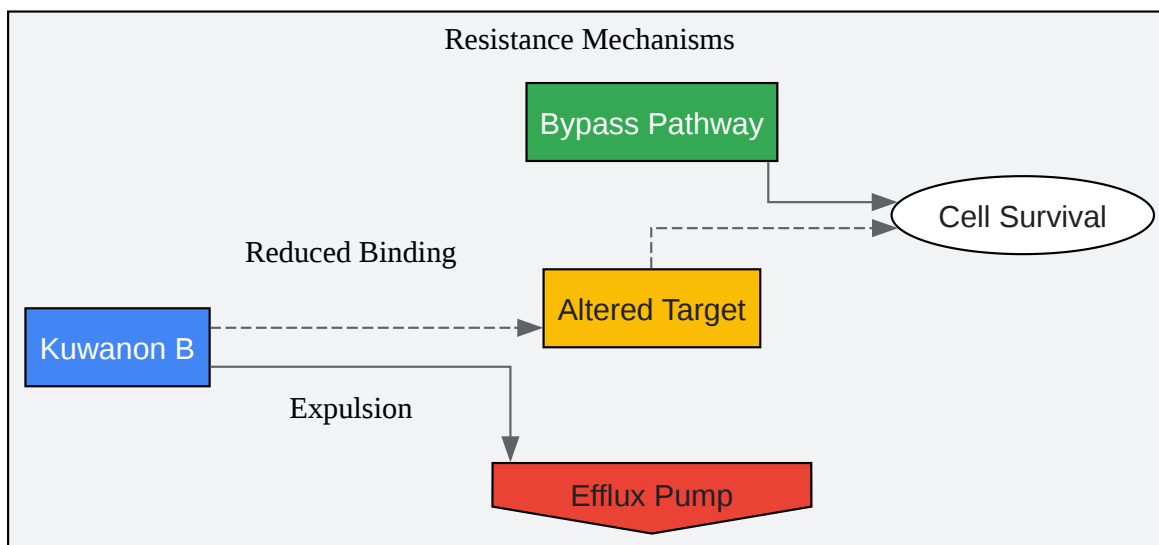 Resistance Mechanisms
Bypass Pathway
Cell Survival
Reduced Binding
Altered Target
Kuwanon B
Expulsion
Efflux Pump